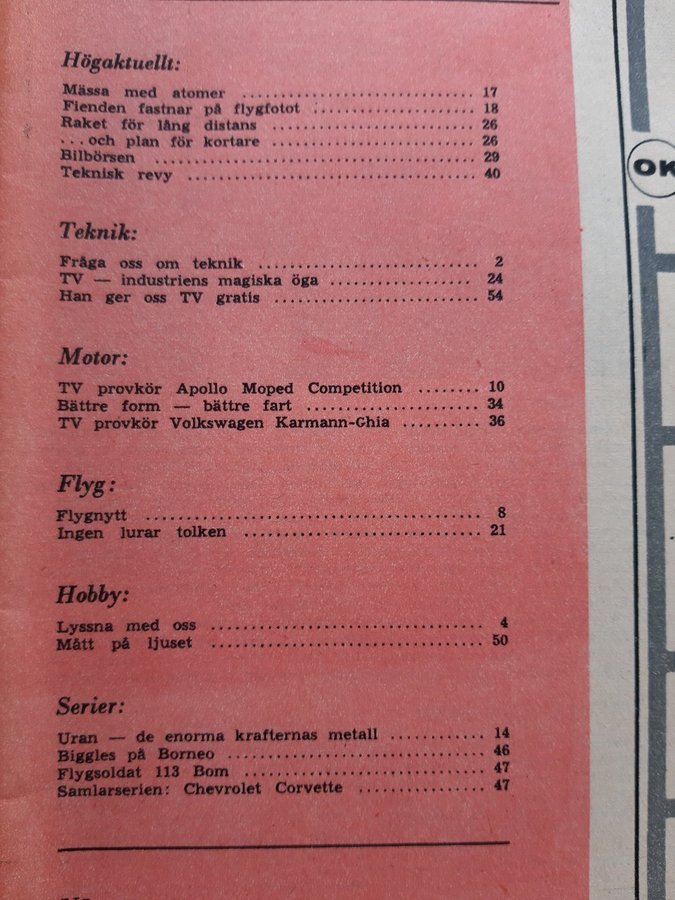 Högaktuellt:
Mässa med atomer .......................... 17
Fienden fastnar på flygfotot .................. 18
Raket för lång distans ........................ 26
...och plan för kortare ........................ 26
Bilbörsen .................................... 29
Teknisk revy ................................. 40
Teknik:
Fråga oss om teknik .......................... 2
TV — industriens magiska öga ................ 24
Han ger oss TV gratis ........................ 54
Motor:
TV provkör Apollo Moped Competition ........ 10
Bättre form — bättre fart .................... 34
TV provkör Volkswagen Karmann-Ghia .......... 36
Flyg:
Flygnytt ....................................... 8
Ingen lurar tolken ............................ 21
Hobby:
Lyssna med oss ................................ 4
Mått på ljuset ................................ 50
Serier:
Uran — de enorma krafternas metall ............ 14
Biggles på Borneo .............................. 46
Flygsoldat 113 Bom ............................ 47
Samlarserien: Chevrolet Corvette ................ 47
OK